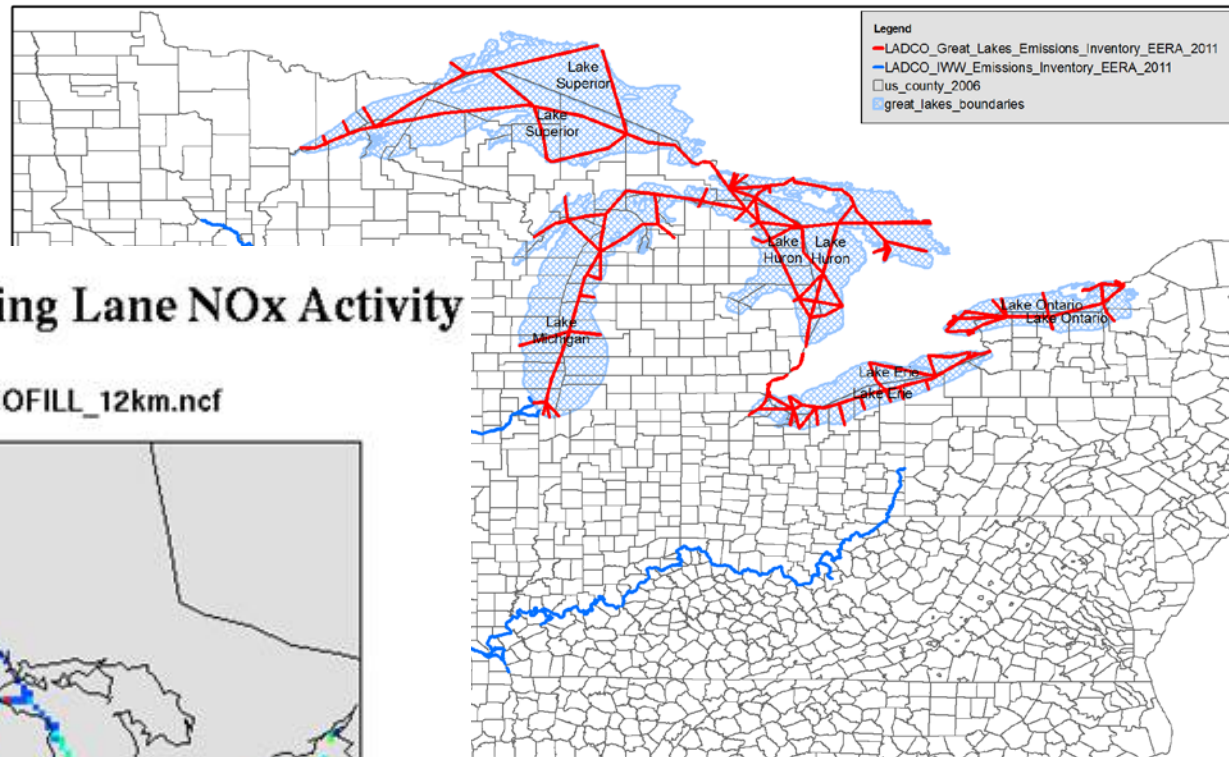 Legend
LADCO_Great_Lakes_Emissions_Inventory_EERA_2011
LADCO_IWW_Emissions_Inventory_EERA_2011
us_county_2006
great_lakes_boundaries
Lake
Superior
Lake
Superior
Lake
Huron
Lake
Huron
Lake Ontario
Lake Ontario
Lake
Michigan
Lake Erie
Lake Erie
ing Lane NOx Activity
OFILL_12km.ncf